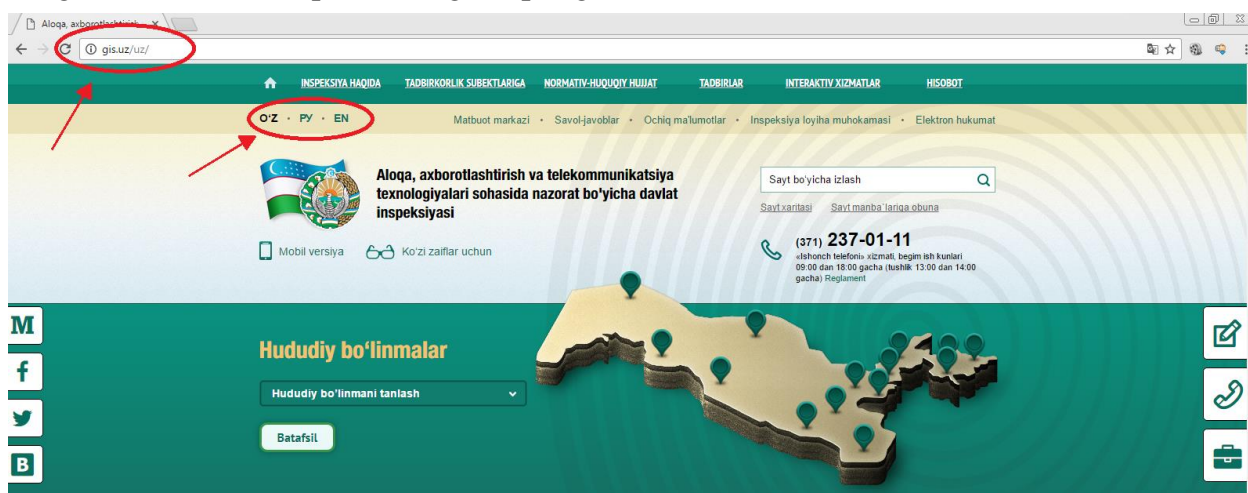 Aloqa, axborotlashtirish
gis.uz/uz/
INSPEKSIYA HAQIDA TADBIRKORLIK SUBEKTLARIGA NORMATIV-HUQUQIY HUJJAT TADBIRLAR INTERAKTIV XIZMATLAR HISOBOT
O'Z · РУ · EN Matbuot markazi · Savol-javoblar · Ochiq ma'lumotlar · Inspeksiya loyiha muhokamasi · Elektron hukumat
Aloqa, axborotlashtirish va telekommunikatsiya
texnologiyalari sohasida nazorat bo'yicha davlat
inspeksiyasi
Sayt bo'yicha izlash
Sayt xaritasi Sayt manba`lariga obuna
Mobil versiya Ko'zi zaiflar uchun
(371) 237-01-11
«Ishonch telefoni» xizmati, begim ish kunlari
09:00 dan 18:00 gacha (tushlik 13:00 dan 14:00
gacha) Reglament
Hududiy bo‘linmalar
Hududiy bo'linmani tanlash
Batafsil
M
f
B